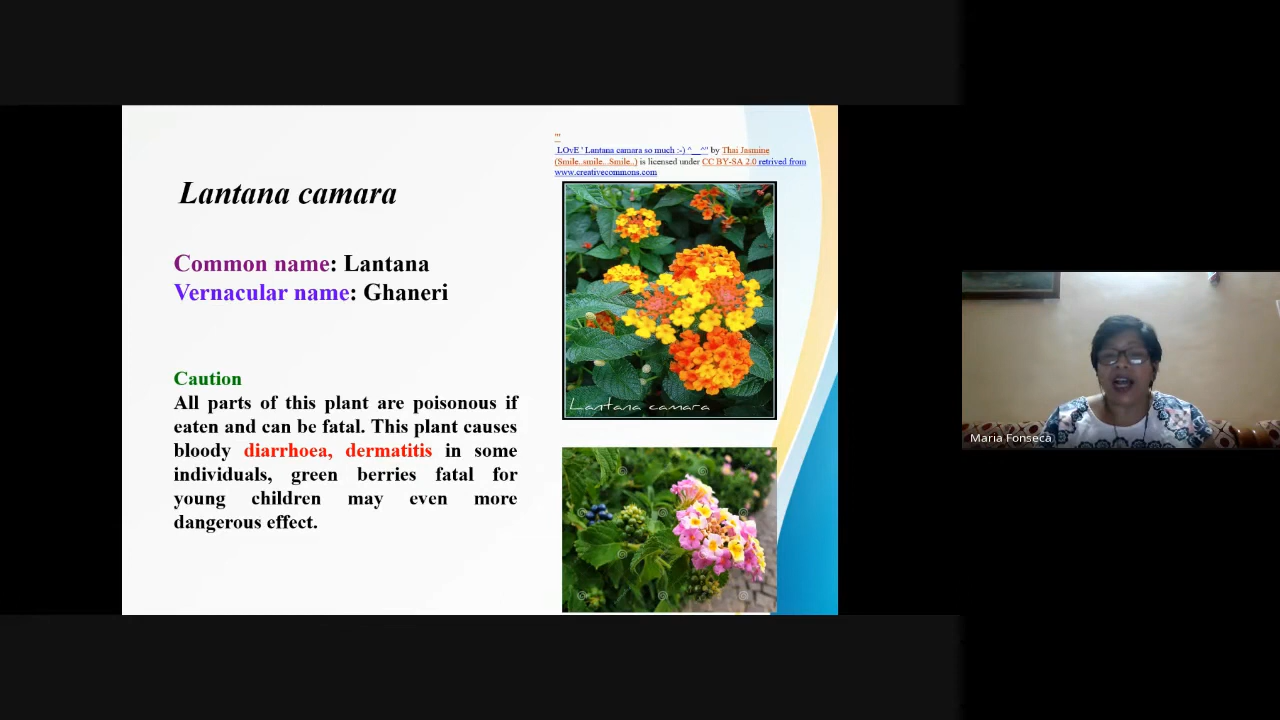 "'
LOvE ' Lantana camara so much :-) ^__^" by Thai Jasmine
(Smile..smile...Smile..) is licensed under CC BY-SA 2.0 retrived from
www.creativecommons.com
Lantana camara
Common name: Lantana
Vernacular name: Ghaneri
Caution
All parts of this plant are poisonous if
eaten and can be fatal. This plant causes
bloody diarrhoea, dermatitis in some
individuals, green berries fatal for
young children may even more
dangerous effect.
Lantana camara
Maria Fonseca